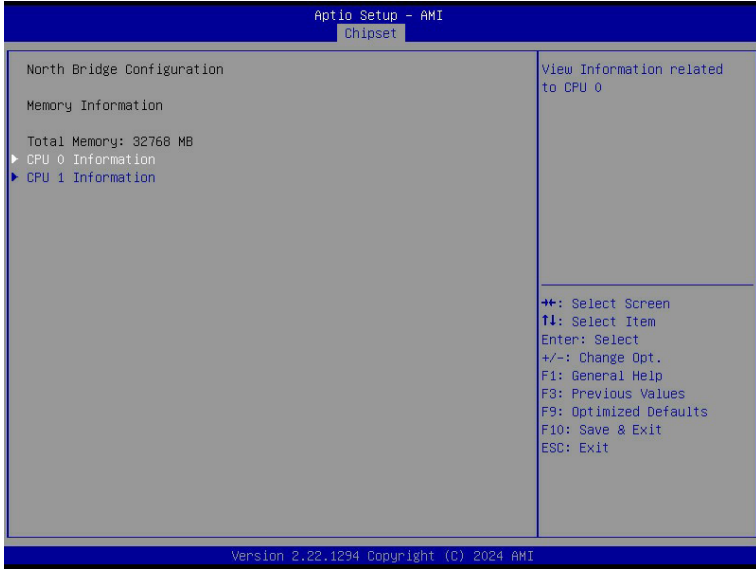 Aptio Setup – AMI
Chipset
North Bridge Configuration
Memory Information
Total Memory: 32768 MB
CPU 0 Information
CPU 1 Information
View Information related
to CPU 0
→←: Select Screen
↑↓: Select Item
Enter: Select
+/-: Change Opt.
F1: General Help
F3: Previous Values
F9: Optimized Defaults
F10: Save & Exit
ESC: Exit
Version 2.22.1294 Copyright (C) 2024 AMI